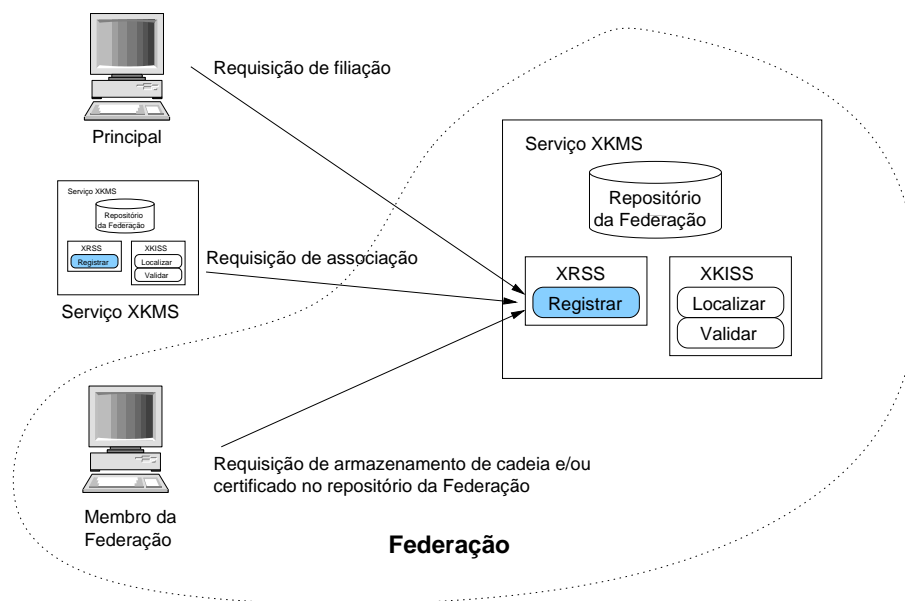 Requisição de filiação
Principal
Serviço XKMS
Repositório
da Federação
XRSS
Registrar
XKISS
Localizar
Validar
Serviço XKMS
Requisição de associação
Serviço XKMS
Repositório
da Federação
XRSS
Registrar
XKISS
Localizar
Validar
Requisição de armazenamento de cadeia e/ou
certificado no repositório da Federação
Membro da
Federação
Federação